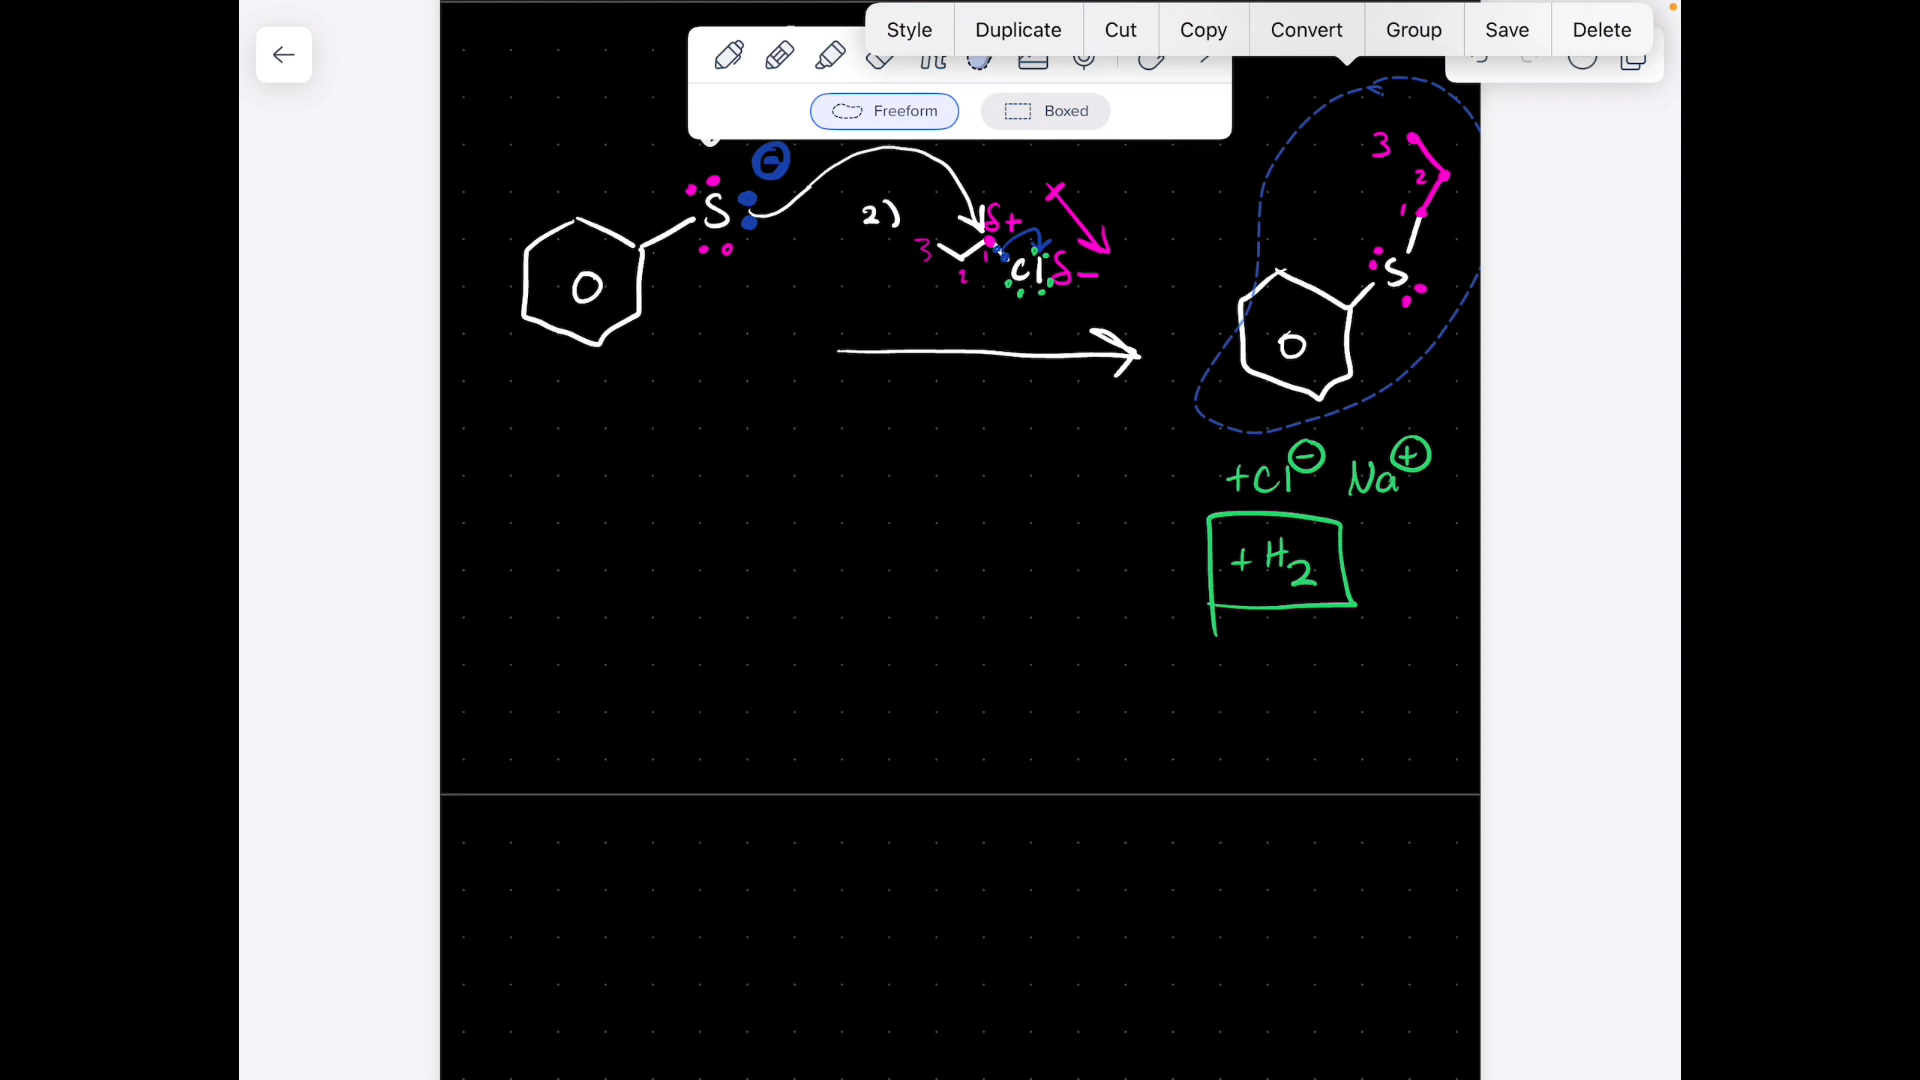 Style Duplicate Cut Copy Convert Group Save Delete
Freeform Boxed
3
2
1
S
⊖
S
2)
δ+
3
2
1
Cl
δ−
+Cl⊖ Na⊕
+ H2